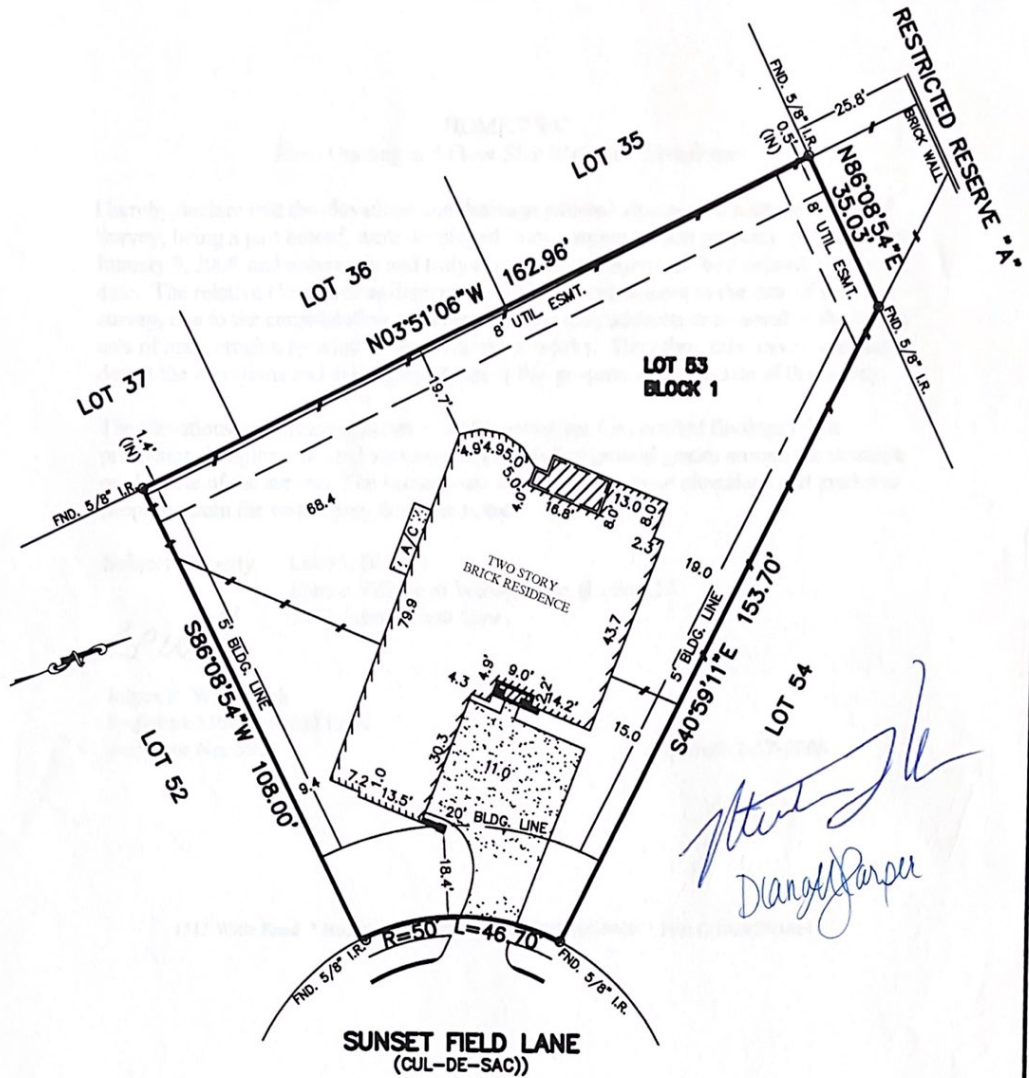 RESTRICTED RESERVE "A"
FND. 5/8" I.R.
25.8'
0.5'
(IN)
BRICK WALL
N86°08'54"E
35.03'
8' UTIL. ESMT.
FND. 5/8" I.R.
LOT 35
LOT 36
LOT 37
N03°51'06"W 162.96'
8' UTIL. ESMT.
LOT 53
BLOCK 1
1.4'
(IN)
FND. 5/8" I.R.
19.7'
68.4
A/C
4.9'
4.9
5.0
5.0'
4.0'
18.8'
13.0
8.0
8.0
2.3
TWO STORY
BRICK RESIDENCE
79.9
43.7
19.0
5' BLDG. LINE
S40°59'11"E 153.70'
LOT 54
15.0
5' BLDG. LINE
S86°08'54"W 108.00'
LOT 52
4.3
4.9'
9.0'
14.2'
30.3
11.0
7.2
13.5'
9.4
20' BLDG. LINE
18.4'
R=50' L=46.70'
FND. 5/8" I.R.
FND. 5/8" I.R.
SUNSET FIELD LANE
(CUL-DE-SAC))